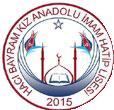 HACI BAYRAM KIZ ANADOLU İMAM HATİP LİSESİ
2015